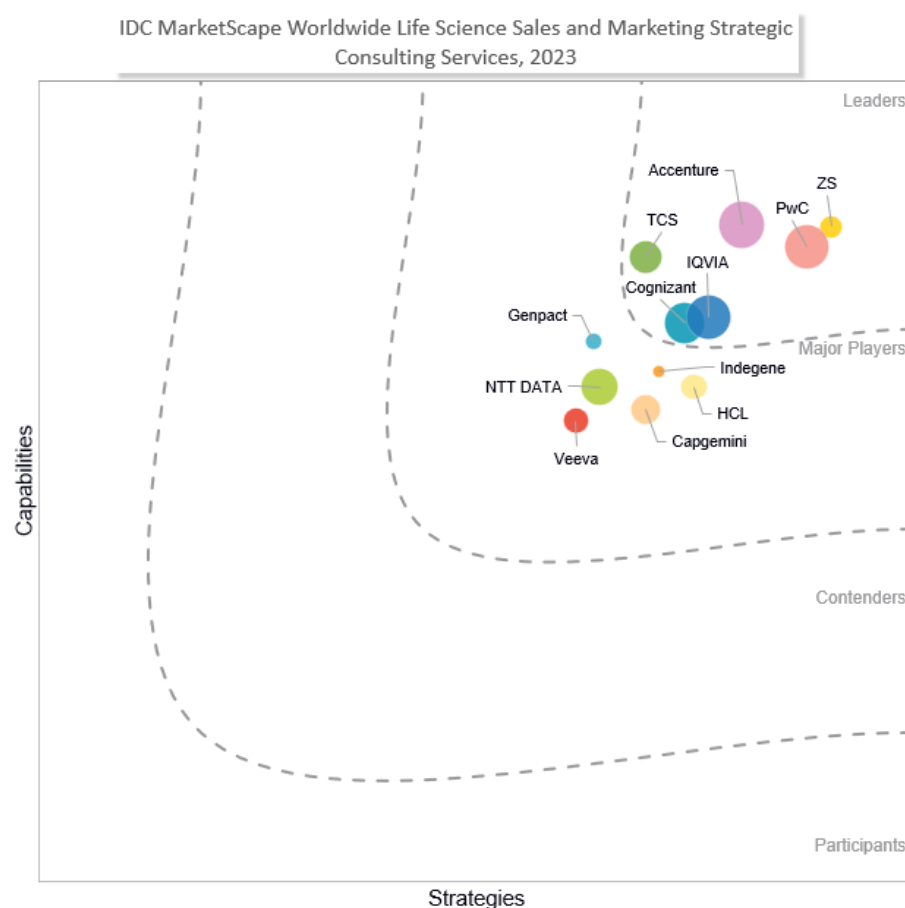 IDC MarketScape Worldwide Life Science Sales and Marketing Strategic
Consulting Services, 2023
Leaders
Accenture
ZS
PwC
TCS
IQVIA
Cognizant
Genpact
Major Players
Indegene
NTT DATA
HCL
Capgemini
Veeva
Capabilities
Contenders
Participants
Strategies